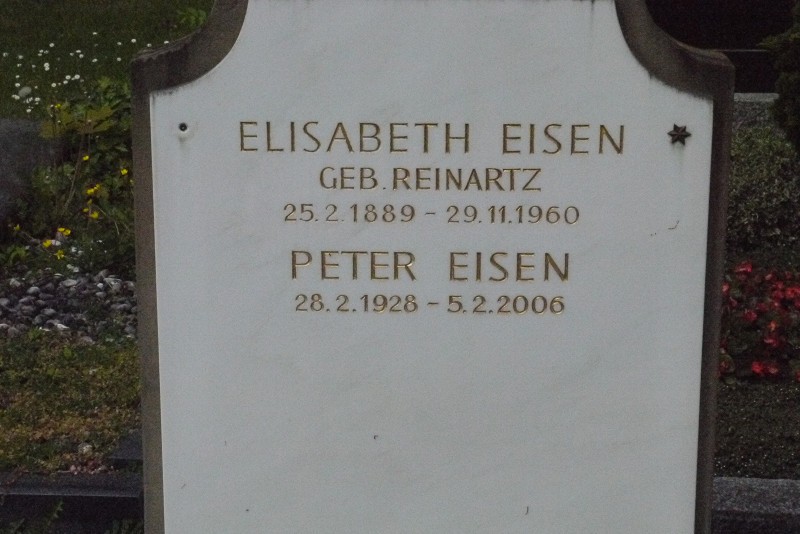 ELISABETH EISEN
GEB. REINARTZ
25.2.1889 - 29.11.1960
PETER EISEN
28.2.1928 - 5.2.2006